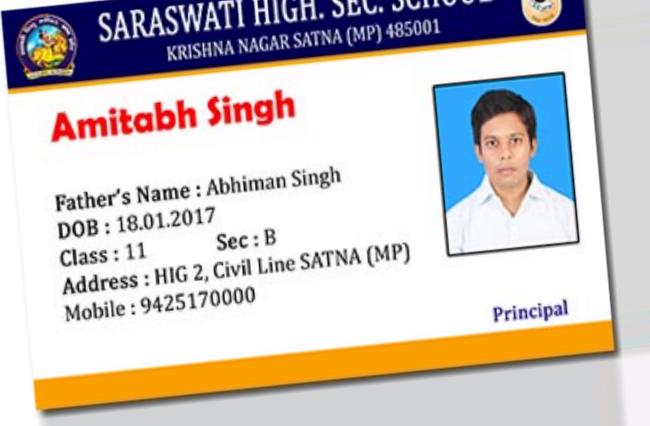 SARASWATI HIGH. SEC. SCHOOL
KRISHNA NAGAR SATNA (MP) 485001
Amitabh Singh
Father's Name : Abhiman Singh
DOB : 18.01.2017
Class : 11 Sec : B
Address : HIG 2, Civil Line SATNA (MP)
Mobile : 9425170000
Principal